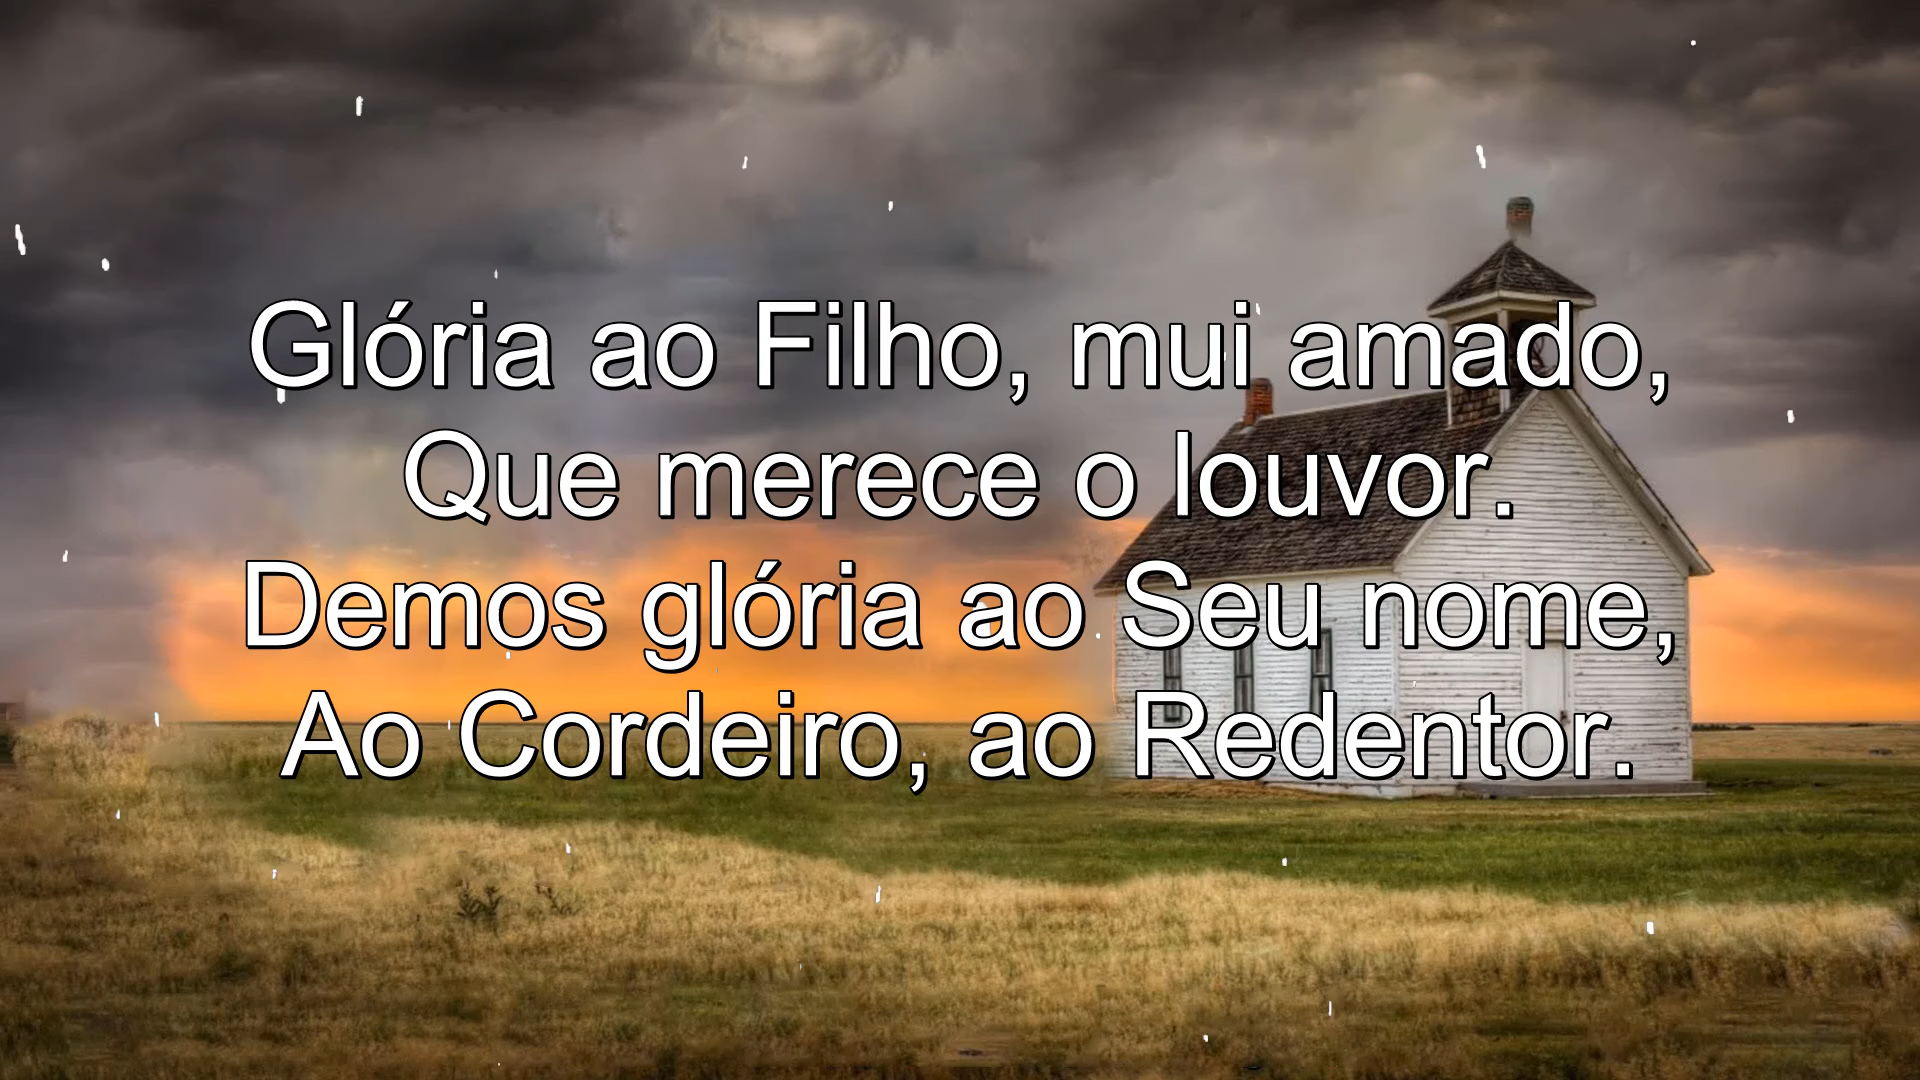 Glória ao Filho, mui amado,
Que merece o louvor.
Demos glória ao Seu nome,
Ao Cordeiro, ao Redentor.